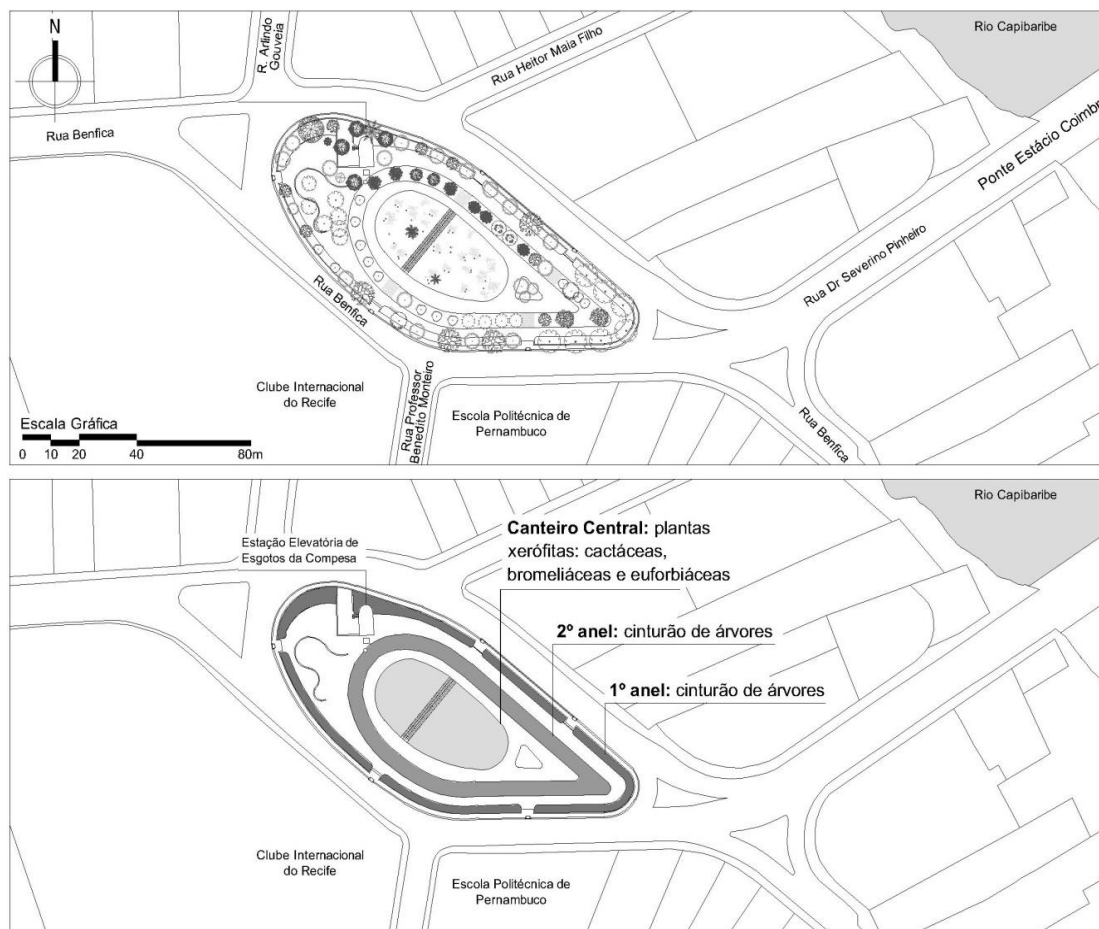 N
R. Arlindo
Gouveia
Rua Heitor Maia Filho
Rio Capibaribe
Rua Benfica
Ponte Estácio Coimbr
Rua Dr Severino Pinheiro
Rua Benfica
Clube Internacional
do Recife
Rua Professor
Benedito Monteiro
Escola Politécnica de
Pernambuco
Rua Benfica
Escala Gráfica
0 10 20 40 80m
Rio Capibaribe
Estação Elevatória de
Esgotos da Compesa
Canteiro Central: plantas
xerófitas: cactáceas,
bromeliáceas e euforbiáceas
2º anel: cinturão de árvores
1º anel: cinturão de árvores
Clube Internacional
do Recife
Escola Politécnica de
Pernambuco